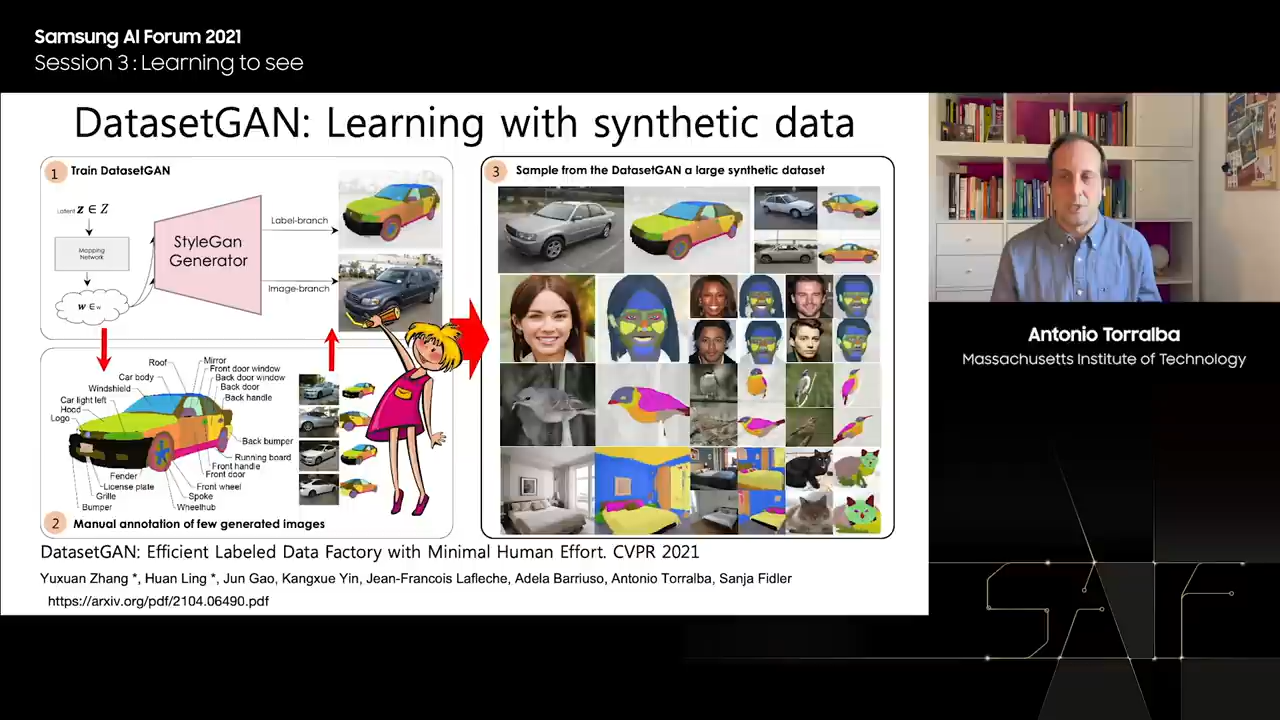 Samsung AI Forum 2021
Session 3 : Learning to see
DatasetGAN: Learning with synthetic data
1
Train DatasetGAN
Latent z ∈ Z
Mapping
Network
w ∈ w
StyleGan
Generator
Label-branch
Image-branch
Roof
Mirror
Front door window
Car body
Back door window
Windshield
Back door
Car light left
Back handle
Hood
Logo
Back bumper
Running board
Front handle
Fender
Front door
License plate
Front wheel
Grille
Spoke
Bumper
Wheelhub
2
Manual annotation of few generated images
3
Sample from the DatasetGAN a large synthetic dataset
DatasetGAN: Efficient Labeled Data Factory with Minimal Human Effort. CVPR 2021
Yuxuan Zhang *, Huan Ling *, Jun Gao, Kangxue Yin, Jean-Francois Lafleche, Adela Barriuso, Antonio Torralba, Sanja Fidler
https://arxiv.org/pdf/2104.06490.pdf
Antonio Torralba
Massachusetts Institute of Technology